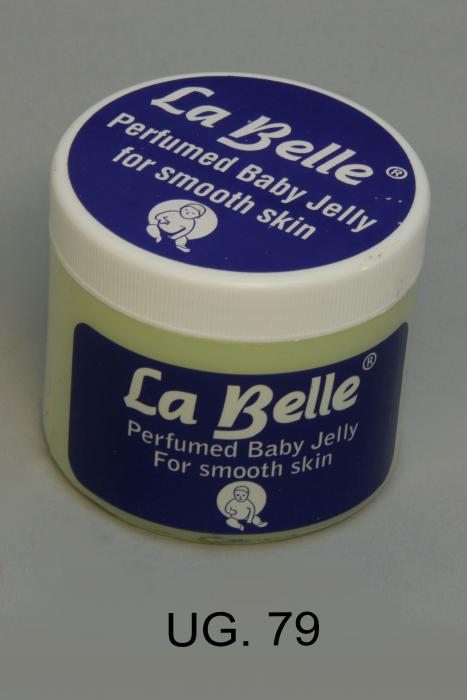 La Belle ®
Perfumed Baby Jelly
for smooth skin
La Belle ®
Perfumed Baby Jelly
For smooth skin
UG. 79